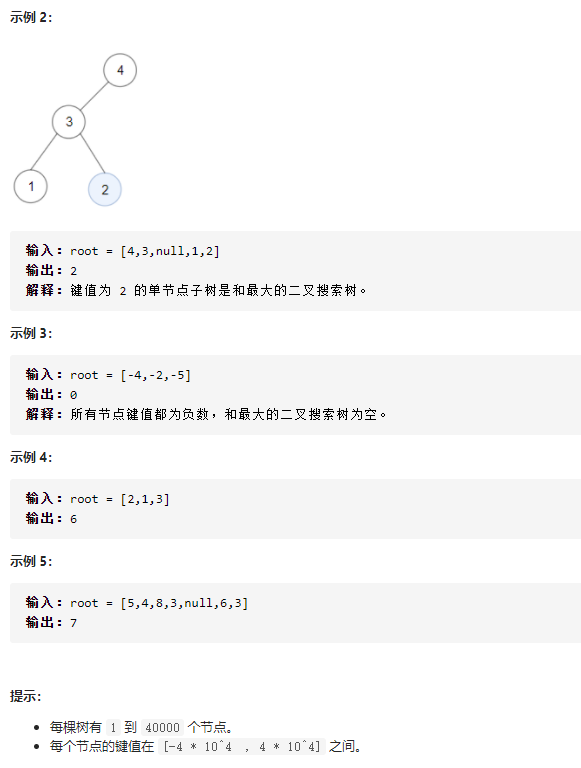 示例 2：
4
3
1 2
输入：root = [4,3,null,1,2]
输出：2
解释：键值为 2 的单节点子树是和最大的二叉搜索树。
示例 3：
输入：root = [-4,-2,-5]
输出：0
解释：所有节点键值都为负数，和最大的二叉搜索树为空。
示例 4：
输入：root = [2,1,3]
输出：6
示例 5：
输入：root = [5,4,8,3,null,6,3]
输出：7
提示：
• 每棵树有 1 到 40000 个节点。
• 每个节点的键值在 [-4 * 10^4 , 4 * 10^4] 之间。